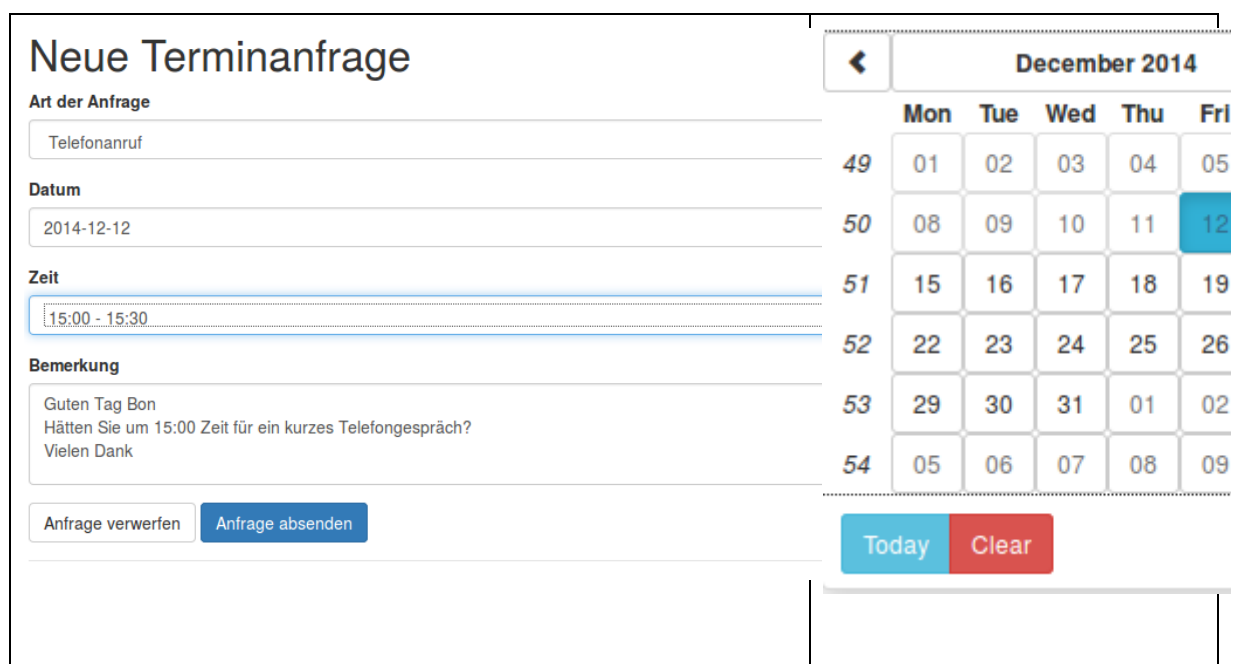 Neue Terminanfrage
Art der Anfrage
Telefonanruf
Datum
2014-12-12
Zeit
15:00 - 15:30
Bemerkung
Guten Tag Bon
Hätten Sie um 15:00 Zeit für ein kurzes Telefongespräch?
Vielen Dank
Anfrage verwerfen Anfrage absenden
December 2014
Mon Tue Wed Thu Fri
49 01 02 03 04 05
50 08 09 10 11 12
51 15 16 17 18 19
52 22 23 24 25 26
53 29 30 31 01 02
54 05 06 07 08 09
Today Clear